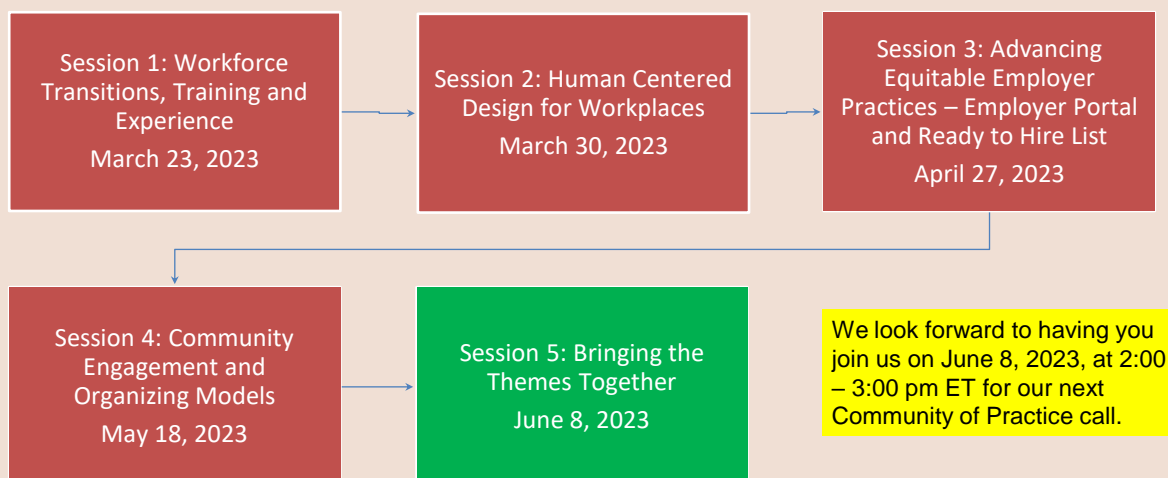 Session 1: Workforce
Transitions, Training and
Experience
March 23, 2023
Session 2: Human Centered
Design for Workplaces
March 30, 2023
Session 3: Advancing
Equitable Employer
Practices – Employer Portal
and Ready to Hire List
April 27, 2023
Session 4: Community
Engagement and
Organizing Models
May 18, 2023
Session 5: Bringing the
Themes Together
June 8, 2023
We look forward to having you
join us on June 8, 2023, at 2:00
– 3:00 pm ET for our next
Community of Practice call.